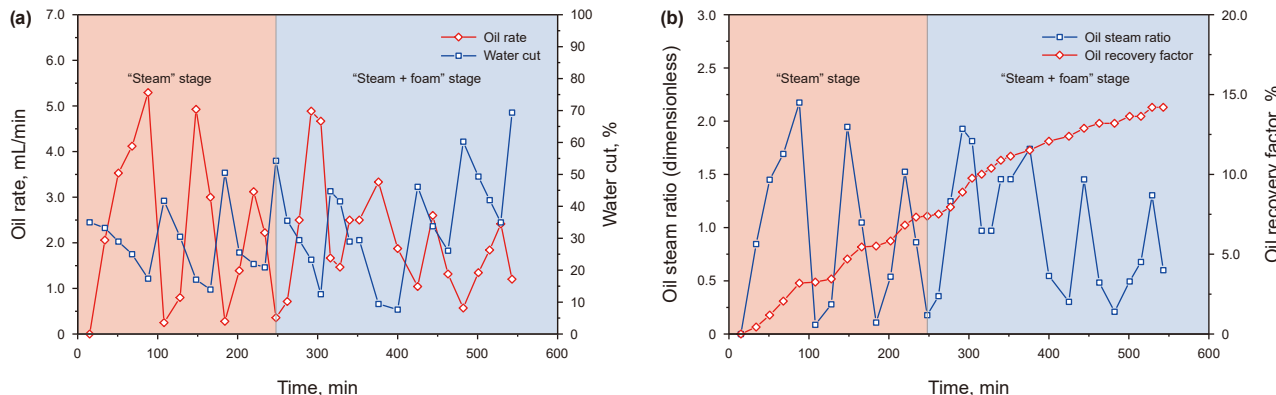 (a)
7.0
6.0
5.0
4.0
3.0
2.0
1.0
0
Oil rate, mL/min
100
90
80
70
60
50
40
30
20
10
0
Water cut, %
Oil rate
Water cut
“Steam” stage
“Steam + foam” stage
0 100 200 300 400 500 600
Time, min
(b)
3.0
2.5
2.0
1.5
1.0
0.5
0
Oil steam ratio (dimensionless)
20.0
15.0
10.0
5.0
0
Oil recovery factor, %
Oil steam ratio
Oil recovery factor
“Steam” stage
“Steam + foam” stage
0 100 200 300 400 500 600
Time, min